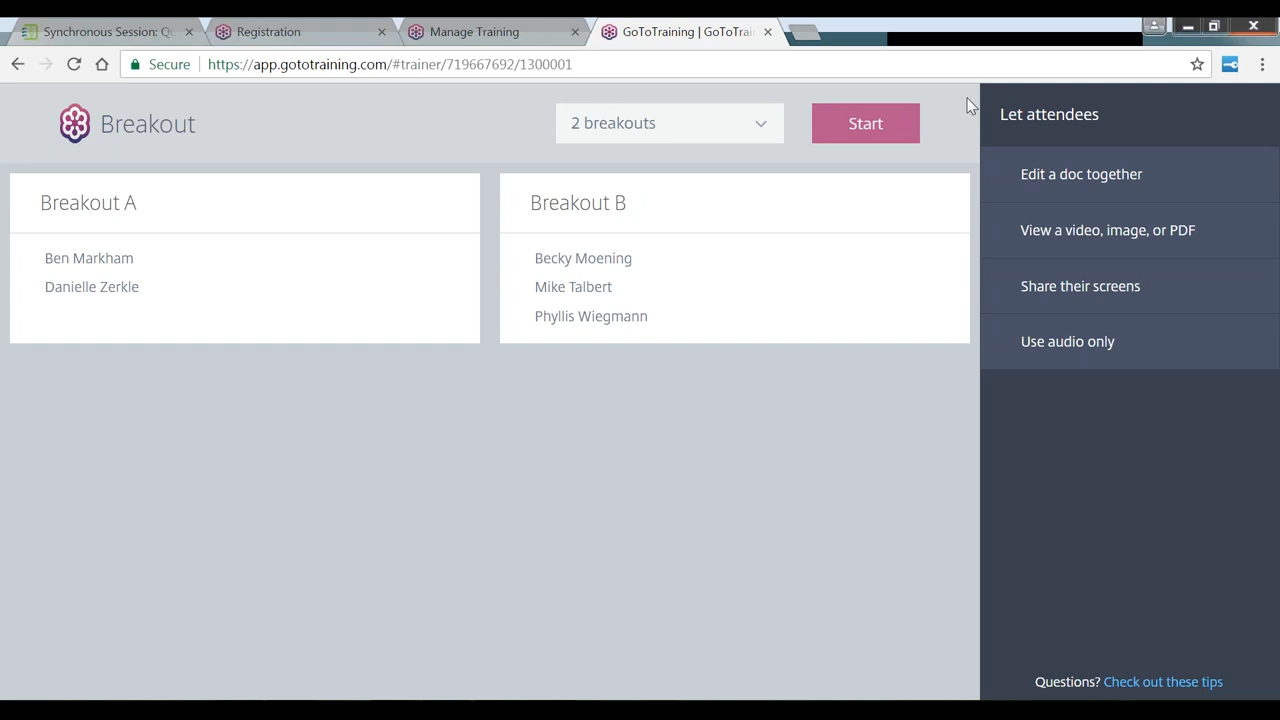 Synchronous Session: Qu
Registration
Manage Training
GoToTraining | GoToTrai
Secure
https://app.gototraining.com/#trainer/719667692/1300001
Breakout
2 breakouts
Start
Let attendees
Breakout A
Ben Markham
Danielle Zerkle
Breakout B
Becky Moening
Mike Talbert
Phyllis Wiegmann
Edit a doc together
View a video, image, or PDF
Share their screens
Use audio only
Questions? Check out these tips